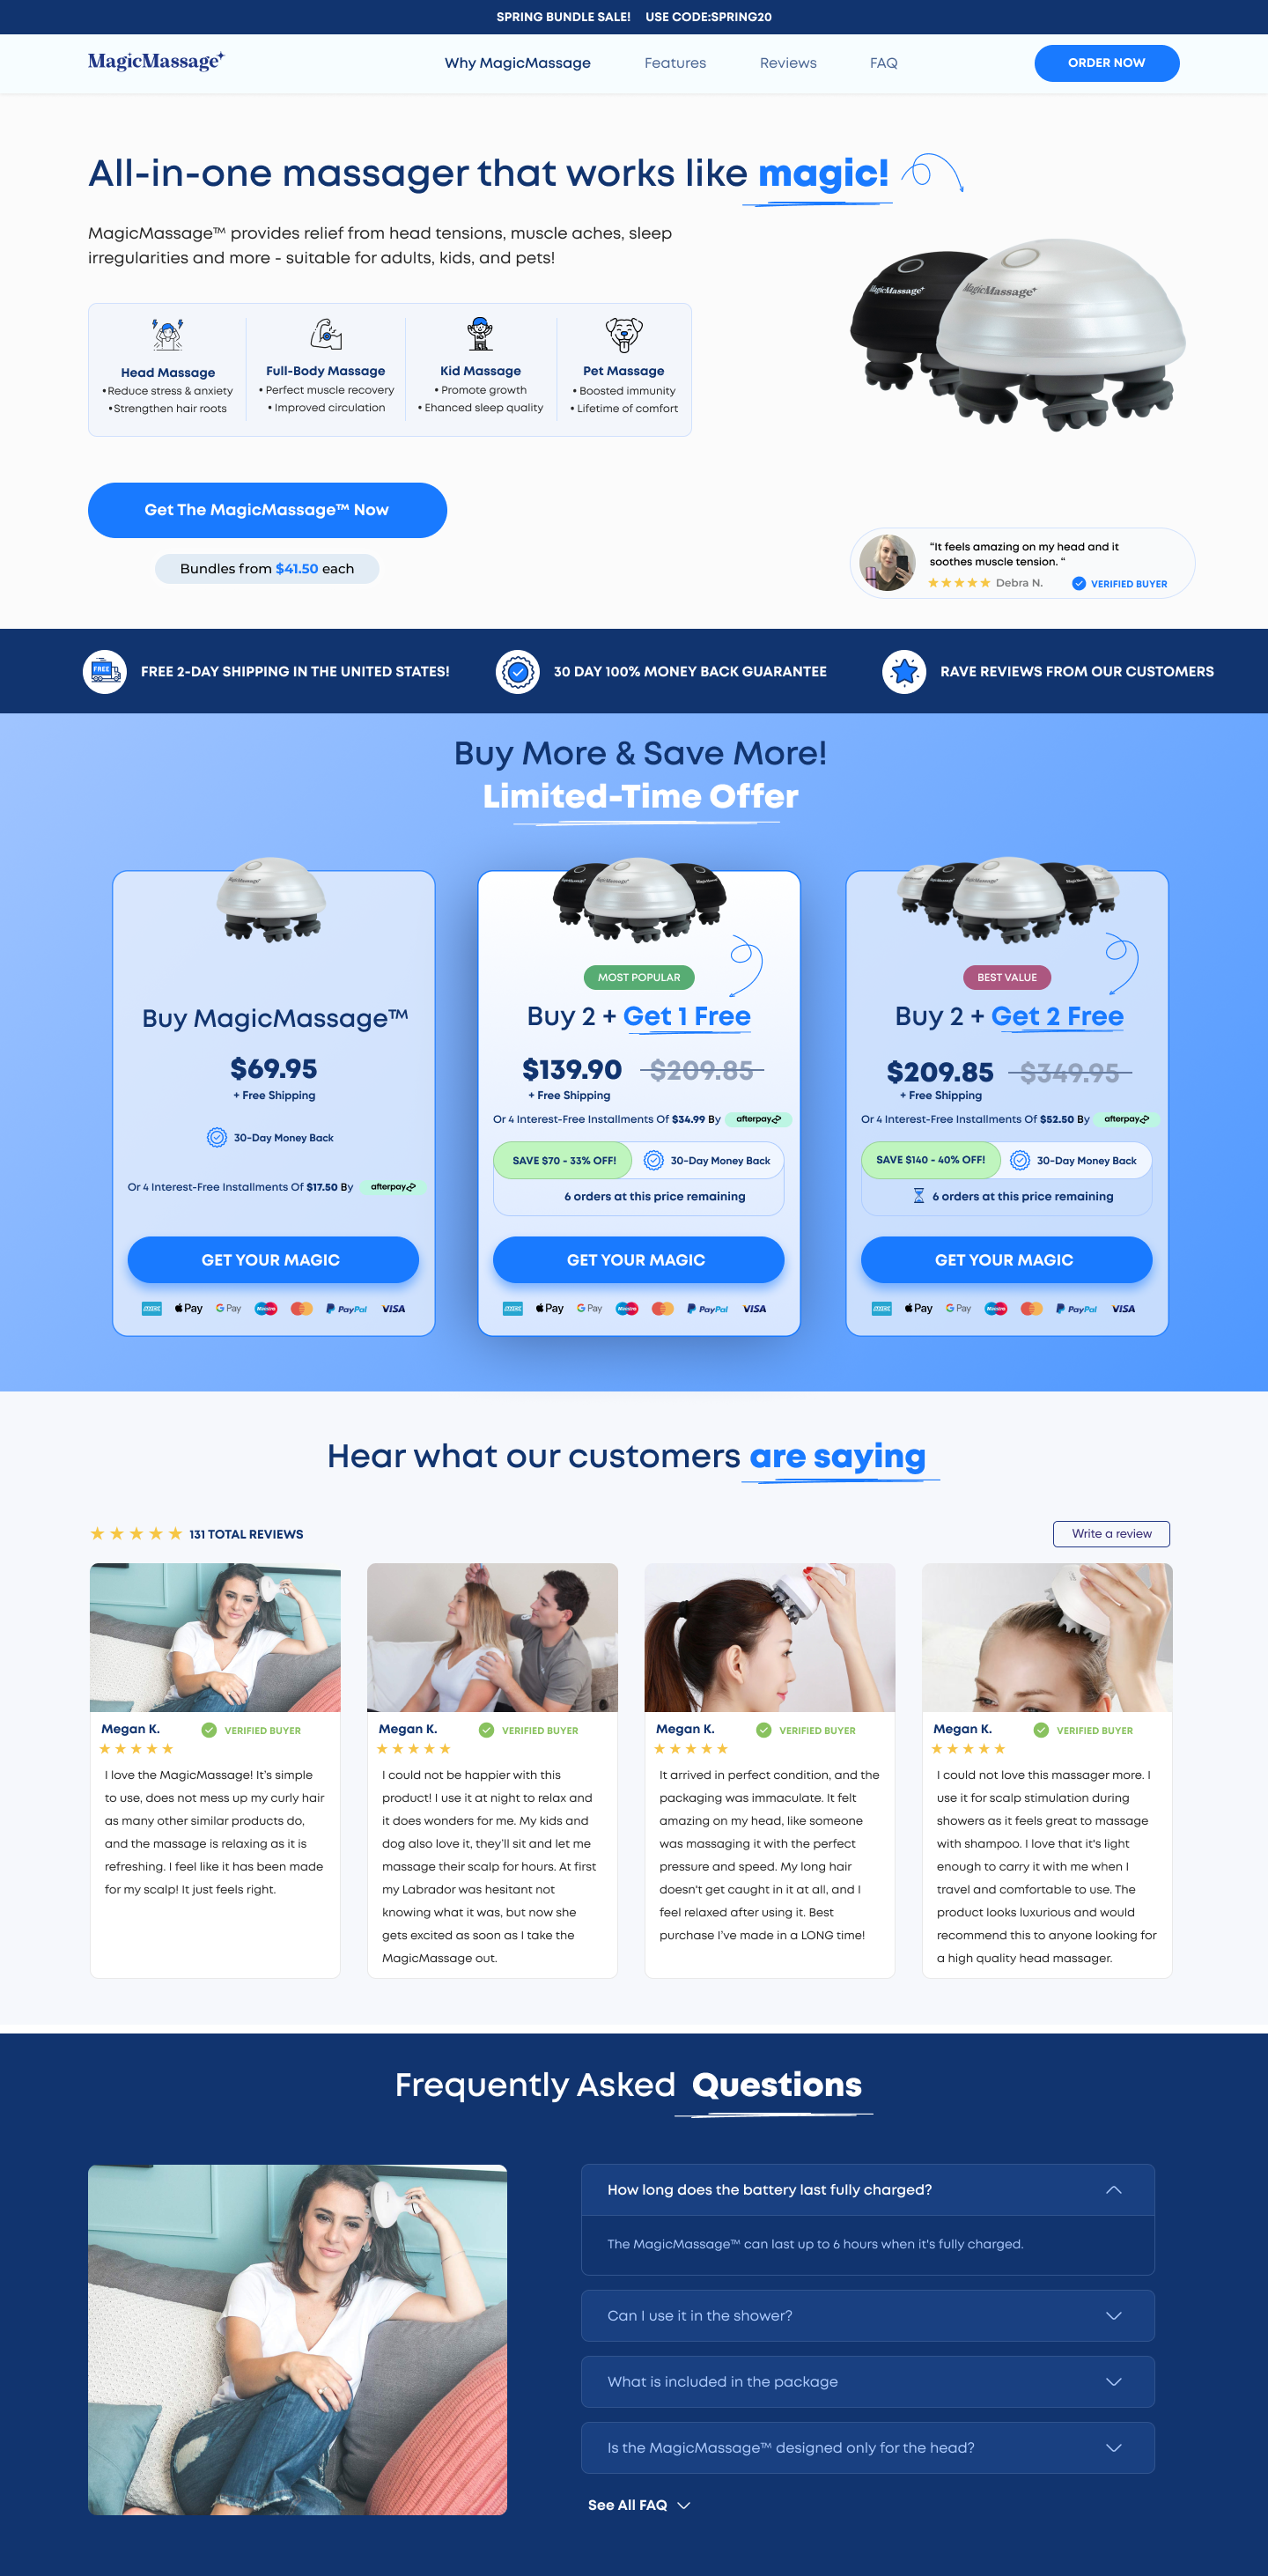 SPRING BUNDLE SALE! USE CODE:SPRING20
MagicMassage
Why MagicMassage
Features
Reviews
FAQ
ORDER NOW
All-in-one massager that works like magic!
MagicMassage™ provides relief from head tensions, muscle aches, sleep
irregularities and more - suitable for adults, kids, and pets!
Head Massage
•Reduce stress & anxiety
•Strengthen hair roots
Full-Body Massage
• Perfect muscle recovery
• Improved circulation
Kid Massage
• Promote growth
• Ehanced sleep quality
Pet Massage
• Boosted immunity
• Lifetime of comfort
MagicMassage
MagicMassage
Get The MagicMassage™ Now
Bundles from $41.50 each
“It feels amazing on my head and it
soothes muscle tension. “
Debra N.
VERIFIED BUYER
FREE
FREE 2-DAY SHIPPING IN THE UNITED STATES!
30 DAY 100% MONEY BACK GUARANTEE
RAVE REVIEWS FROM OUR CUSTOMERS
Buy More & Save More!
Limited-Time Offer
MagicMassage
Buy MagicMassage™
$69.95
+ Free Shipping
30-Day Money Back
Or 4 Interest-Free Installments Of $17.50 By afterpay
GET YOUR MAGIC
Pay
G Pay
Maestro
PayPal
VISA
MagicMassage
MagicMassage
MagicMassage
MOST POPULAR
Buy 2 + Get 1 Free
$139.90 $209.85
+ Free Shipping
Or 4 Interest-Free Installments Of $34.99 By afterpay
SAVE $70 - 33% OFF!
30-Day Money Back
6 orders at this price remaining
GET YOUR MAGIC
Pay
G Pay
Maestro
PayPal
VISA
MagicMassage
BEST VALUE
Buy 2 + Get 2 Free
$209.85 $349.95
+ Free Shipping
Or 4 Interest-Free Installments Of $52.50 By afterpay
SAVE $140 - 40% OFF!
30-Day Money Back
6 orders at this price remaining
GET YOUR MAGIC
Pay
G Pay
Maestro
PayPal
VISA
Hear what our customers are saying
131 TOTAL REVIEWS
Write a review
Megan K.
VERIFIED BUYER
I love the MagicMassage! It’s simple
to use, does not mess up my curly hair
as many other similar products do,
and the massage is relaxing as it is
refreshing. I feel like it has been made
for my scalp! It just feels right.
Megan K.
VERIFIED BUYER
I could not be happier with this
product! I use it at night to relax and
it does wonders for me. My kids and
dog also love it, they’ll sit and let me
massage their scalp for hours. At first
my Labrador was hesitant not
knowing what it was, but now she
gets excited as soon as I take the
MagicMassage out.
Megan K.
VERIFIED BUYER
It arrived in perfect condition, and the
packaging was immaculate. It felt
amazing on my head, like someone
was massaging it with the perfect
pressure and speed. My long hair
doesn't get caught in it at all, and I
feel relaxed after using it. Best
purchase I’ve made in a LONG time!
Megan K.
VERIFIED BUYER
I could not love this massager more. I
use it for scalp stimulation during
showers as it feels great to massage
with shampoo. I love that it's light
enough to carry it with me when I
travel and comfortable to use. The
product looks luxurious and would
recommend this to anyone looking for
a high quality head massager.
Frequently Asked Questions
How long does the battery last fully charged?
The MagicMassage™ can last up to 6 hours when it's fully charged.
Can I use it in the shower?
What is included in the package
Is the MagicMassage™ designed only for the head?
See All FAQ